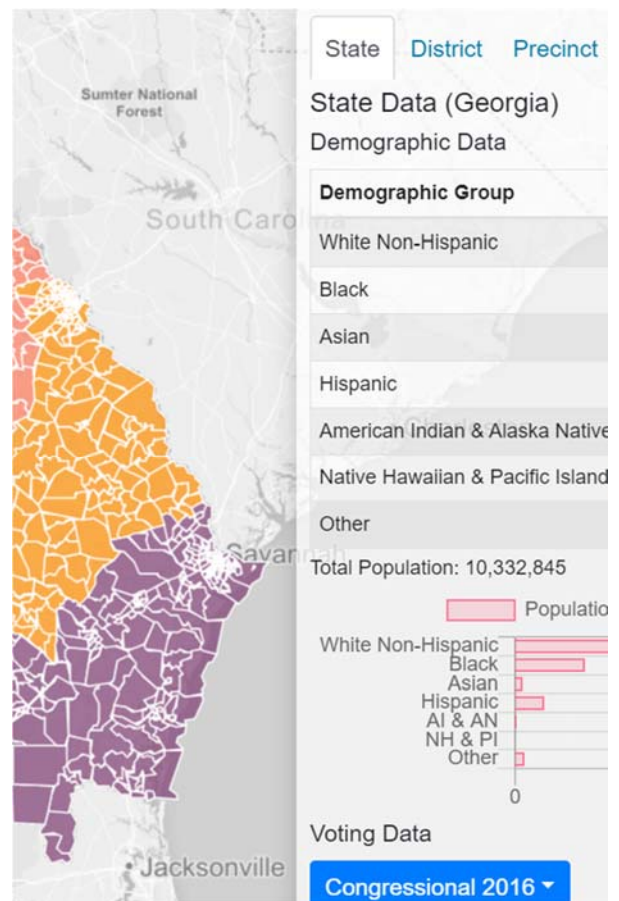 State District Precinct
Sumter National
Forest
State Data (Georgia)
Demographic Data
Demographic Group
South Carolina
White Non-Hispanic
Black
Asian
Hispanic
American Indian & Alaska Native
Native Hawaiian & Pacific Island
Other
Savannah
Total Population: 10,332,845
Populatio
White Non-Hispanic
Black
Asian
Hispanic
AI & AN
NH & PI
Other
0
Voting Data
Jacksonville
Congressional 2016